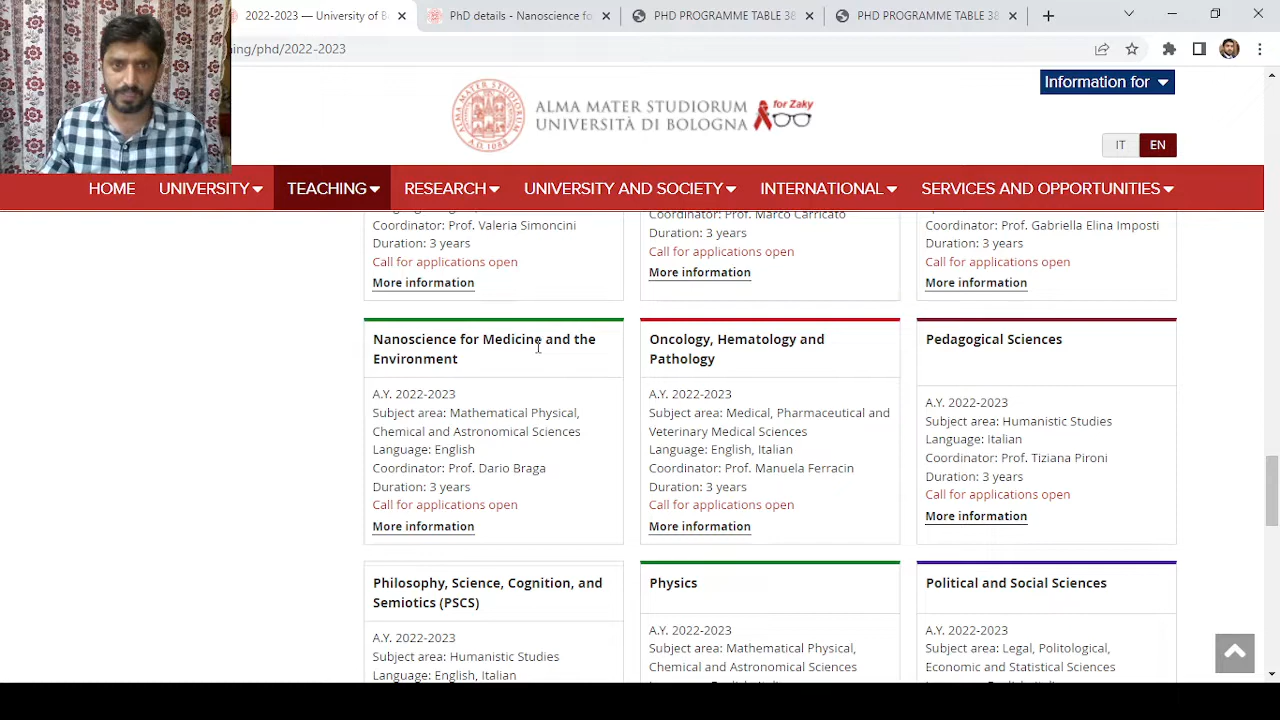 2022-2023 — University of B
PhD details - Nanoscience fo
PHD PROGRAMME TABLE 38
PHD PROGRAMME TABLE 38
ing/phd/2022-2023
Information for
ALMA MATER STUDIORUM
UNIVERSITÀ DI BOLOGNA
for Zaky
IT
EN
HOME
UNIVERSITY
TEACHING
RESEARCH
UNIVERSITY AND SOCIETY
INTERNATIONAL
SERVICES AND OPPORTUNITIES
Coordinator: Prof. Valeria Simoncini
Duration: 3 years
Call for applications open
More information
Coordinator: Prof. Marco Carricato
Duration: 3 years
Call for applications open
More information
Coordinator: Prof. Gabriella Elina Imposti
Duration: 3 years
Call for applications open
More information
Nanoscience for Medicine and the
Environment
A.Y. 2022-2023
Subject area: Mathematical Physical,
Chemical and Astronomical Sciences
Language: English
Coordinator: Prof. Dario Braga
Duration: 3 years
Call for applications open
More information
Oncology, Hematology and
Pathology
A.Y. 2022-2023
Subject area: Medical, Pharmaceutical and
Veterinary Medical Sciences
Language: English, Italian
Coordinator: Prof. Manuela Ferracin
Duration: 3 years
Call for applications open
More information
Pedagogical Sciences
A.Y. 2022-2023
Subject area: Humanistic Studies
Language: Italian
Coordinator: Prof. Tiziana Pironi
Duration: 3 years
Call for applications open
More information
Philosophy, Science, Cognition, and
Semiotics (PSCS)
A.Y. 2022-2023
Subject area: Humanistic Studies
Language: English, Italian
Physics
A.Y. 2022-2023
Subject area: Mathematical Physical,
Chemical and Astronomical Sciences
Political and Social Sciences
A.Y. 2022-2023
Subject area: Legal, Politological,
Economic and Statistical Sciences